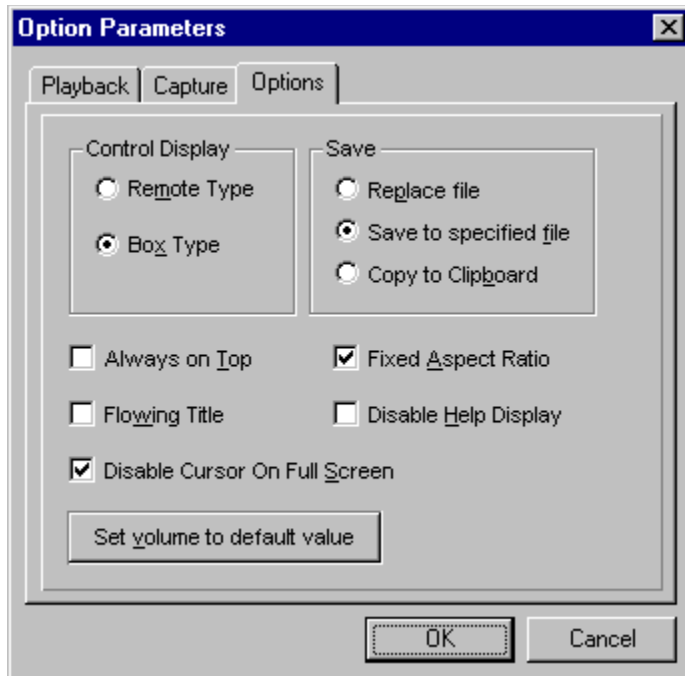 Option Parameters
Playback Capture Options
Control Display
Remote Type
Box Type
Save
Replace file
Save to specified file
Copy to Clipboard
Always on Top
Fixed Aspect Ratio
Flowing Title
Disable Help Display
Disable Cursor On Full Screen
Set volume to default value
OK
Cancel